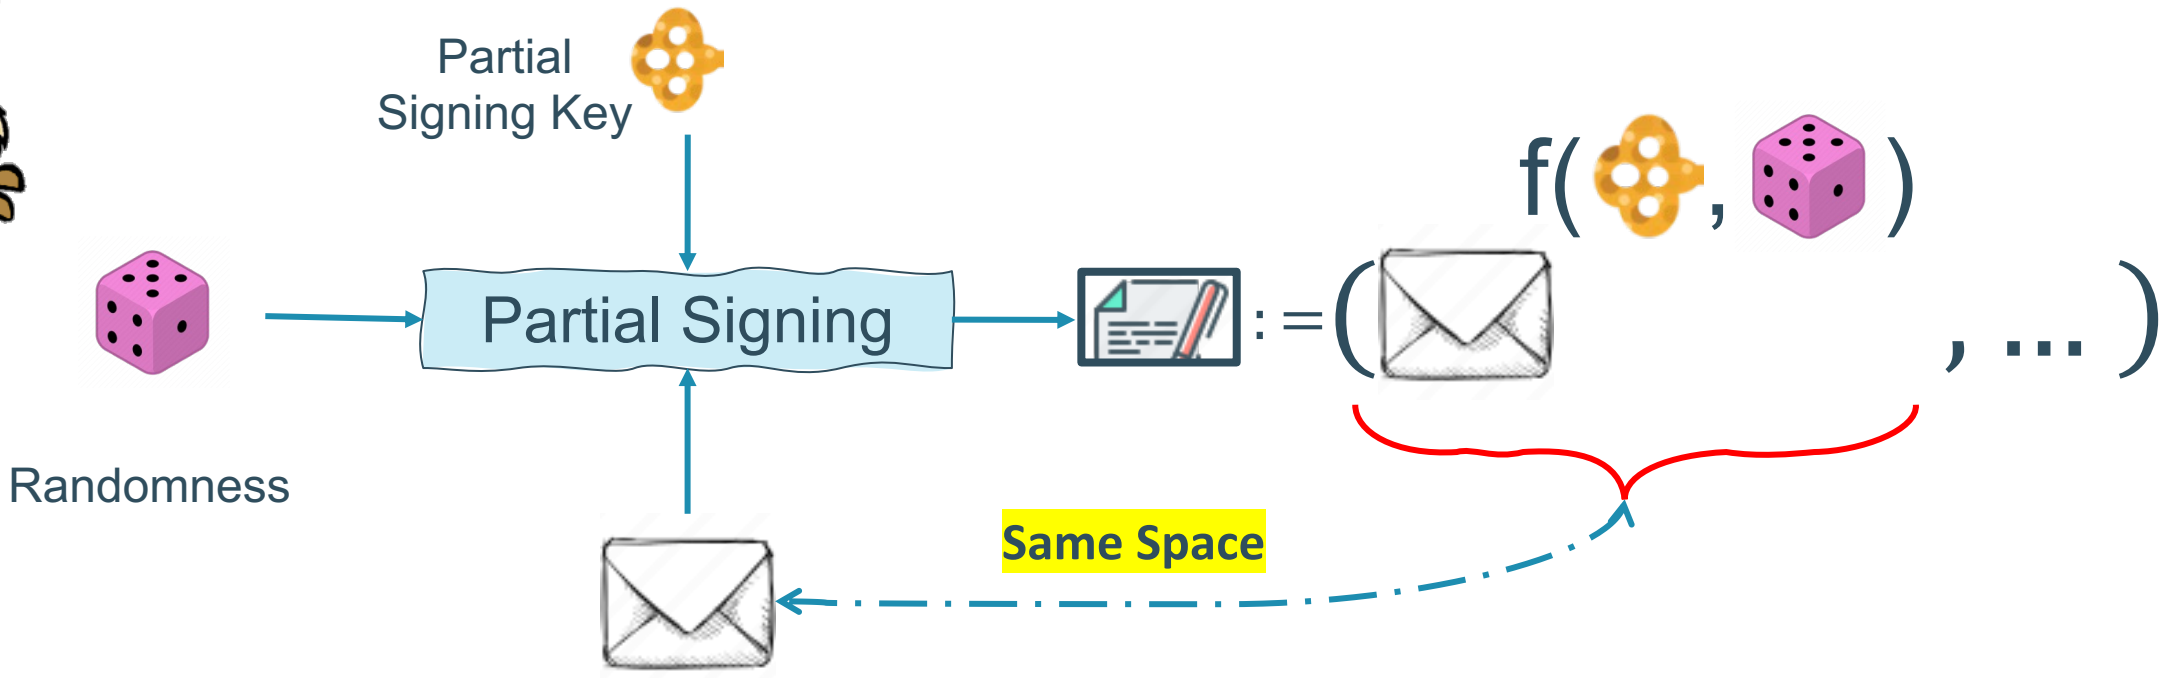 Partial
Signing Key
f( , )
Partial Signing
:=( , ... )
Randomness
Same Space